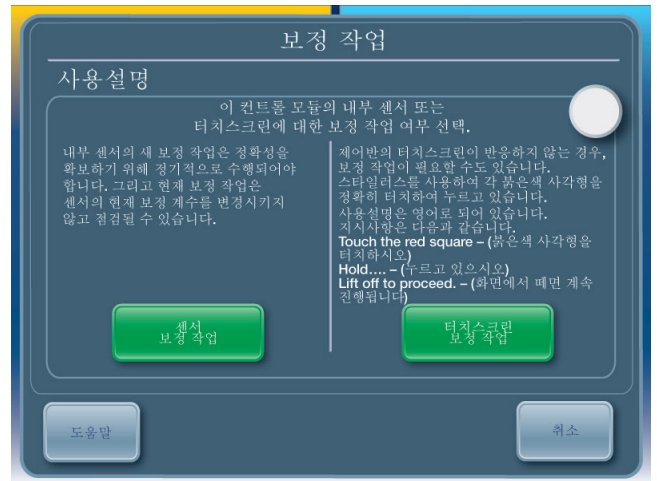 보정 작업
사용설명
이 컨트롤 모듈의 내부 센서 또는
터치스크린에 대한 보정 작업 여부 선택.
내부 센서의 새 보정 작업은 정확성을
확보하기 위해 정기적으로 수행되어야
합니다. 그리고 현재 보정 작업은
센서의 현재 보정 계수를 변경시키지
않고 점검될 수 있습니다.
제어반의 터치스크린이 반응하지 않는 경우,
보정 작업이 필요할 수도 있습니다.
스타일러스를 사용하여 각 붉은색 사각형을
정확히 터치하여 누르고 있습니다.
사용설명은 영어로 되어 있습니다.
지시사항은 다음과 같습니다.
Touch the red square – (붉은색 사각형을
터치하시오)
Hold.... – (누르고 있으시오)
Lift off to proceed. – (화면에서 떼면 계속
진행됩니다)
센서
보정 작업
터치스크린
보정 작업
도움말
취소